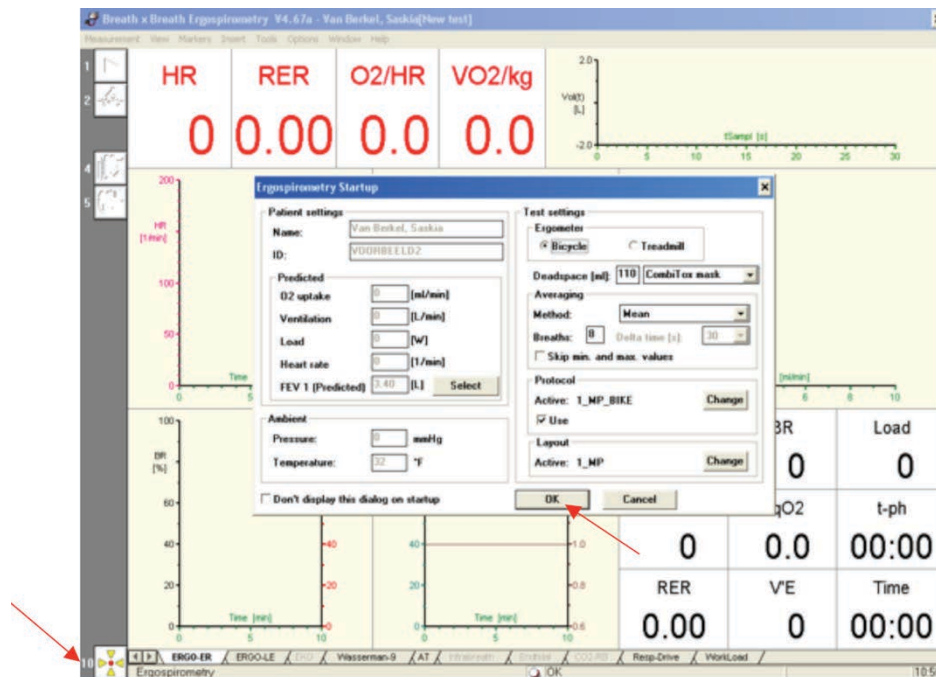 Breath x Breath Ergospirometry V4.67a - Van Berkel, Saskia[New test]
Measurement View Markers Insert Tools Options Window Help
1
2
4
5
10
HR RER O2/HR VO2/kg
0 0.00 0.0 0.0
2.0
Vol(t)
[L]
-2.0
tSampl [s]
0 5 10 15 20 25 30
200
HR
[1/min]
100
50
0
Time
[ml/min]
6 8 10
Ergospirometry Startup
Patient settings
Name: Van Berkel, Saskia
ID: VOORBEELD2
Predicted
O2 uptake 0 [ml/min]
Ventilation 0 [L/min]
Load 0 [W]
Heart rate 0 [1/min]
FEV 1 (Predicted) 3.40 [L] Select
Ambient
Pressure: 0 mmHg
Temperature: 32 °F
Don't display this dialog on startup
Test settings
Ergometer
Bicycle Treadmill
Deadspace [ml]: 110 CombiTox mask
Averaging
Method: Mean
Breaths: 8 Delta time [s]: 30
Skip min. and max. values
Protocol
Active: 1_MP_BIKE Change
Use
Layout
Active: 1_MP Change
OK Cancel
100
BR
[%]
60
40
20
0
40
20
0
Time [min]
0 5 10
40
20
0
1.0
0.8
0.6
Time [min]
0 5 10
BR Load
0 0
qO2 t-ph
0 0.0 00:00
RER V'E Time
0.00 0 00:00
ERGO-ER ERGO-LE EKG Wasserman-9 AT Intrabreath CO2-RB Resp-Drive WorkLoad
Ergospirometry OK